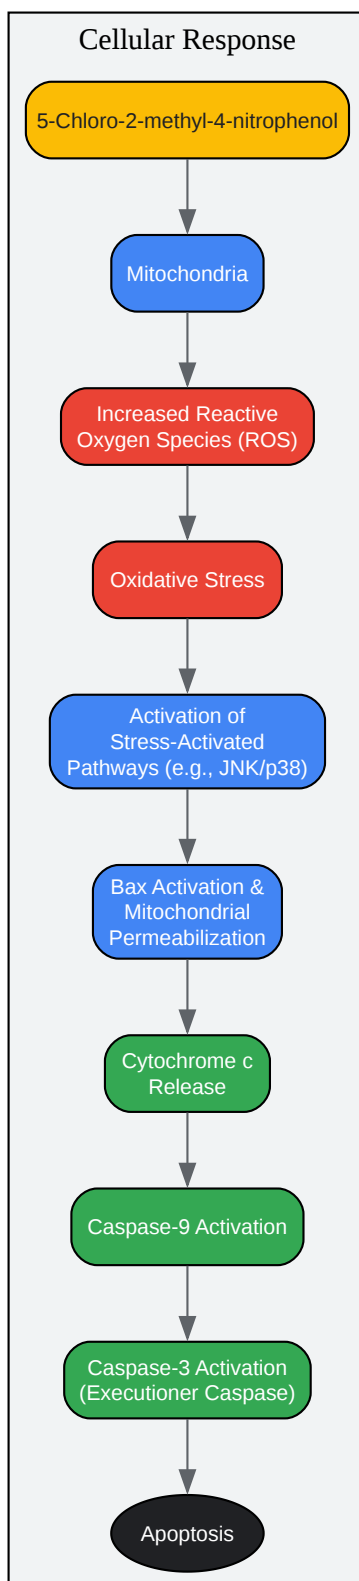 Cellular Response
5-Chloro-2-methyl-4-nitrophenol
Mitochondria
Increased Reactive
Oxygen Species (ROS)
Oxidative Stress
Activation of
Stress-Activated
Pathways (e.g., JNK/p38)
Bax Activation &
Mitochondrial
Permeabilization
Cytochrome c
Release
Caspase-9 Activation
Caspase-3 Activation
(Executioner Caspase)
Apoptosis